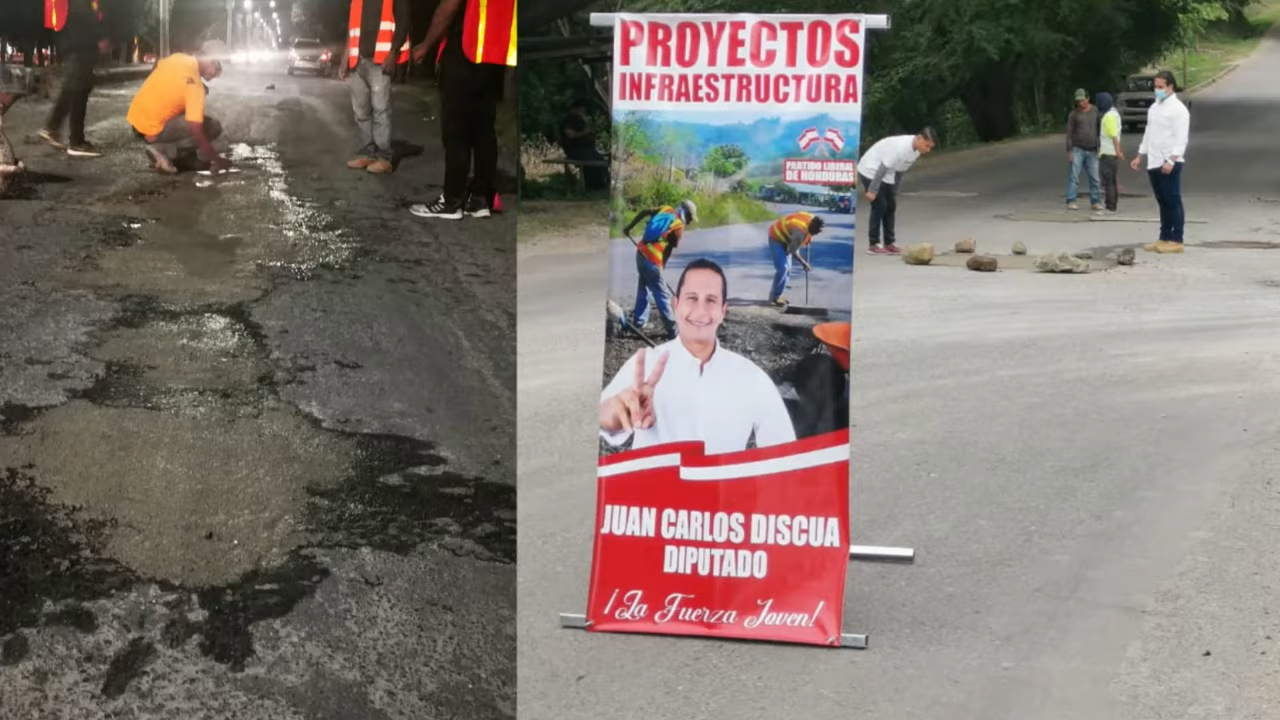 PROYECTOS
INFRAESTRUCTURA
PARTIDO LIBERAL
DE HONDURAS
JUAN CARLOS DISCUA
DIPUTADO
¡La Fuerza Joven!